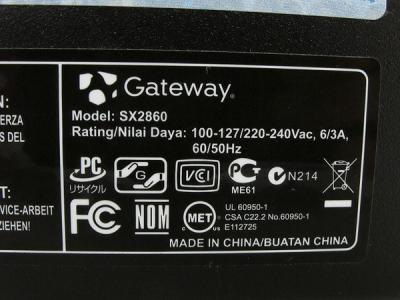 N:
ERZA
S DEL
T:
VICE-ARBEIT
ZIEHEN!
Gateway
Model: SX2860
Rating/Nilai Daya: 100-127/220-240Vac, 6/3A,
60/50Hz
PC
リサイクル
G
VCI
ME61
N214
FC
NOM
MET
C
US
UL 60950-1
CSA C22.2 No.60950-1
E112725
MADE IN CHINA/BUATAN CHINA